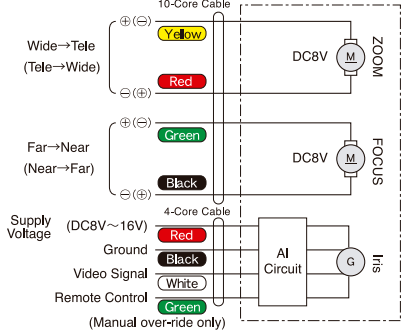 10-Core Cable
⊕(⊖)
Yellow
Wide→Tele
(Tele→Wide)
DC8V
M
ZOOM
Red
⊖(⊕)
⊕(⊖)
Green
Far→Near
(Near→Far)
DC8V
M
FOCUS
Black
⊖(⊕)
4-Core Cable
Supply
Voltage
(DC8V～16V)
Red
Ground
Black
AI
Circuit
G
Iris
Video Signal
White
Remote Control
Green
(Manual over-ride only)